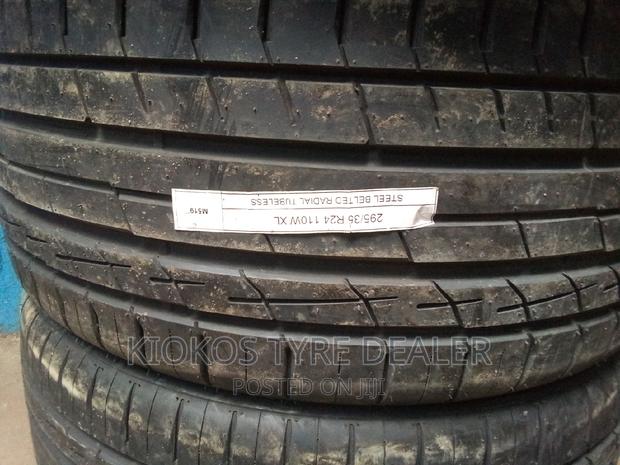 295/35 R24 110W XL
STEEL BELTED RADIAL TUBELESS
M519
KIOKOS TYRE DEALER
POSTED ON JIJI